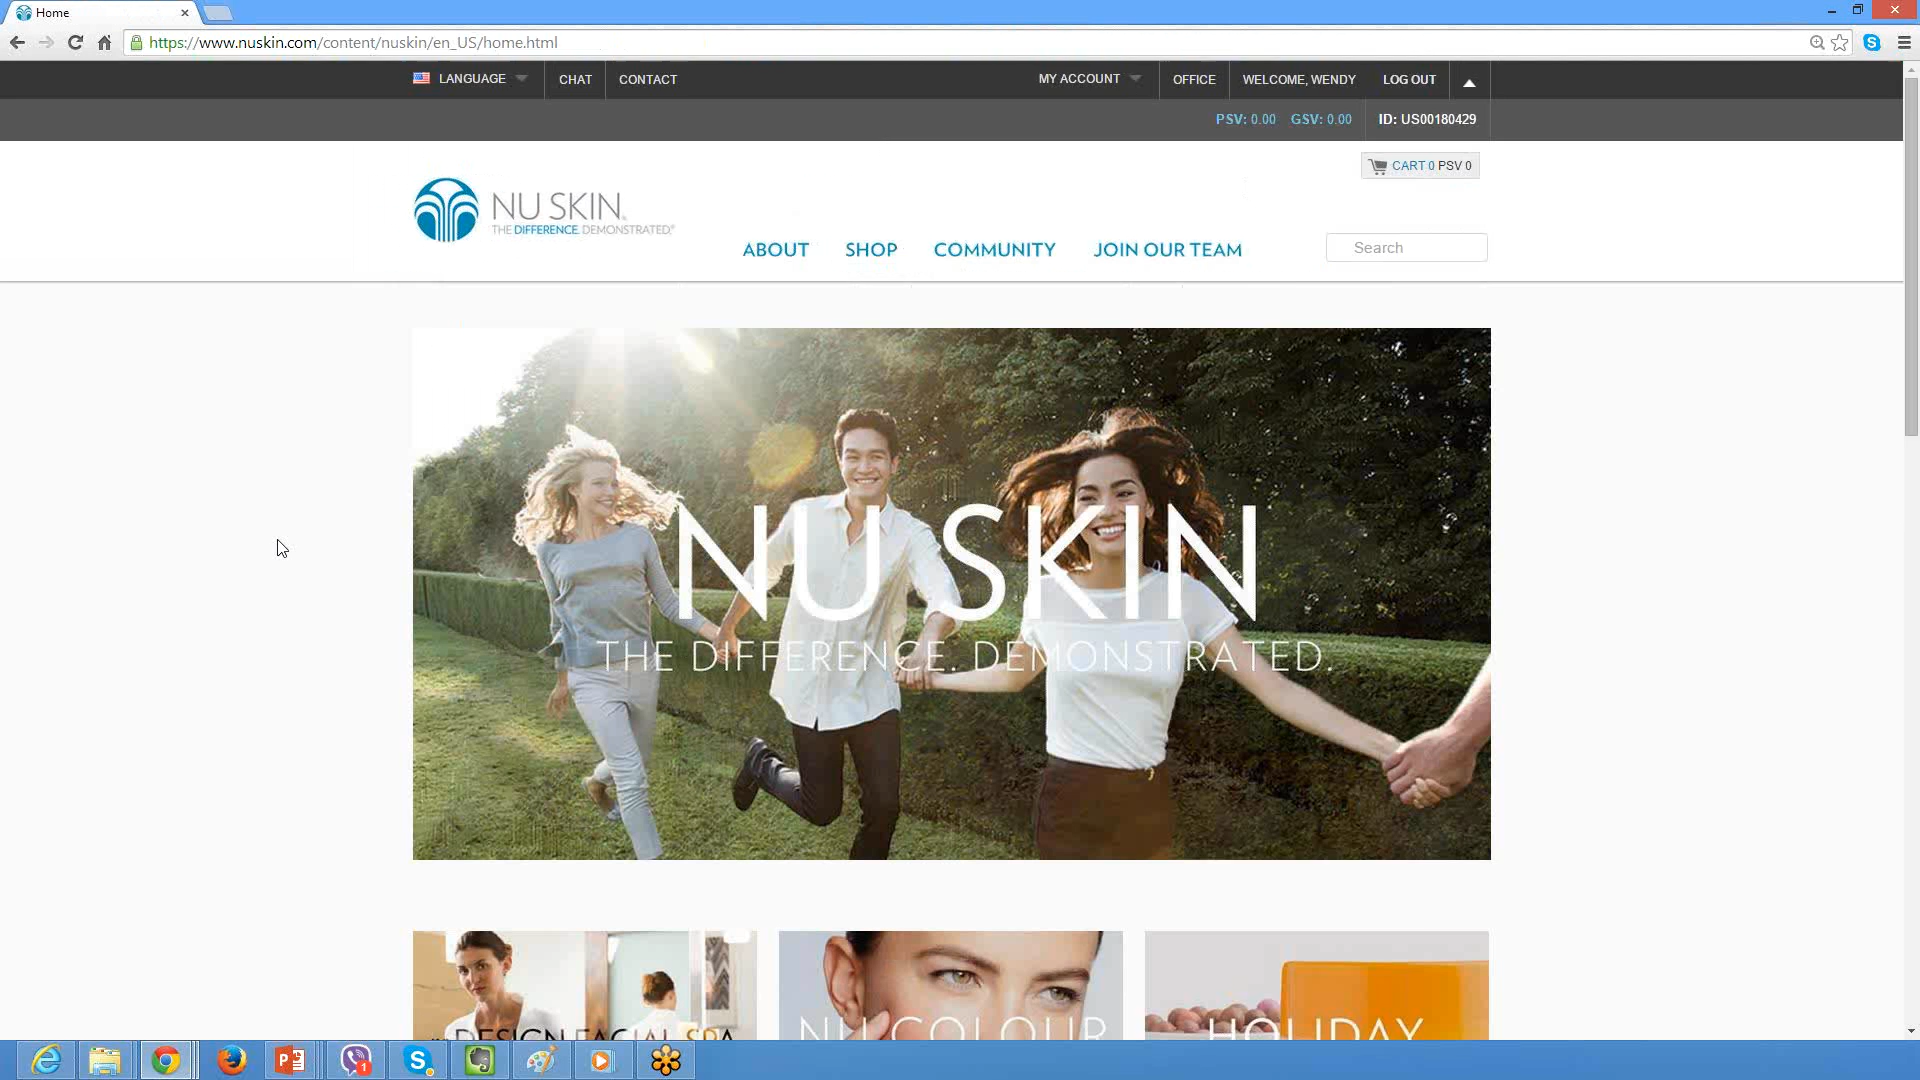 Home
https://www.nuskin.com/content/nuskin/en_US/home.html
LANGUAGE CHAT CONTACT MY ACCOUNT OFFICE WELCOME, WENDY LOG OUT
PSV: 0.00 GSV: 0.00 ID: US00180429
CART 0 PSV 0
NU SKIN®
THE DIFFERENCE. DEMONSTRATED.®
ABOUT SHOP COMMUNITY JOIN OUR TEAM Search
NU SKIN
THE DIFFERENCE. DEMONSTRATED.
DESIGN FACIAL SPA NU COLOUR HOLIDAY
1